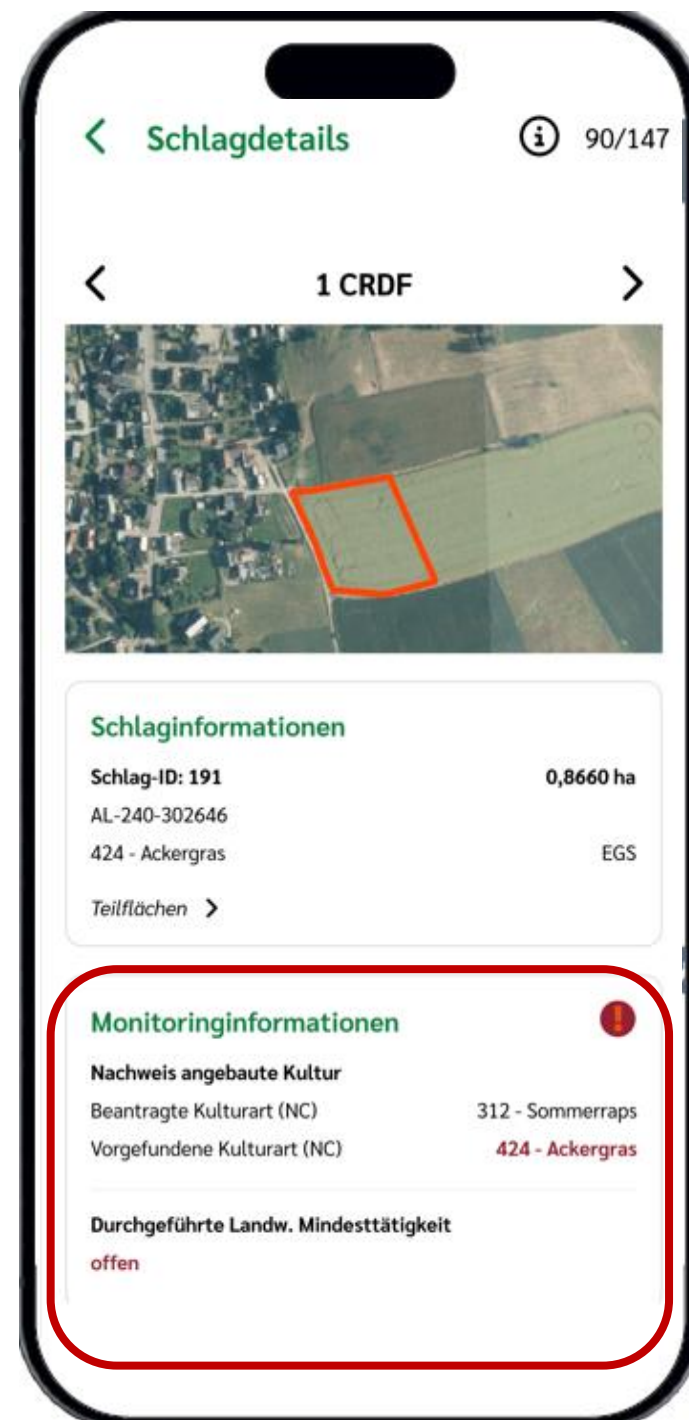 Schlagdetails 90/147
1 CRDF
Schlaginformationen
Schlag-ID: 191 0,8660 ha
AL-240-302646
424 - Ackergras EGS
Teilflächen
Monitoringinformationen
Nachweis angebaute Kultur
Beantragte Kulturart (NC) 312 - Sommerraps
Vorgefundene Kulturart (NC) 424 - Ackergras
Durchgeführte Landw. Mindesttätigkeit
offen